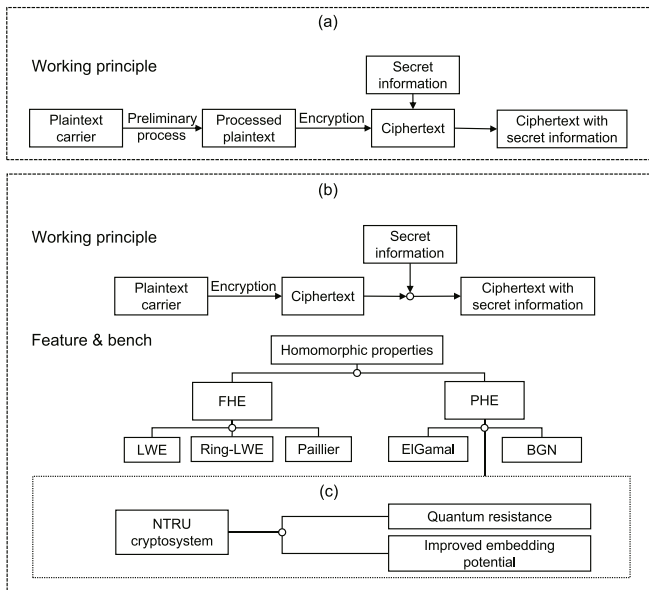 (a)
Working principle
Secret
information
Plaintext
carrier
Preliminary
process
Processed
plaintext
Encryption
Ciphertext
Ciphertext with
secret information
(b)
Working principle
Secret
information
Plaintext
carrier
Encryption
Ciphertext
Ciphertext with
secret information
Feature & bench
Homomorphic properties
FHE
PHE
LWE
Ring-LWE
Paillier
ElGamal
BGN
(c)
NTRU
cryptosystem
Quantum resistance
Improved embedding
potential